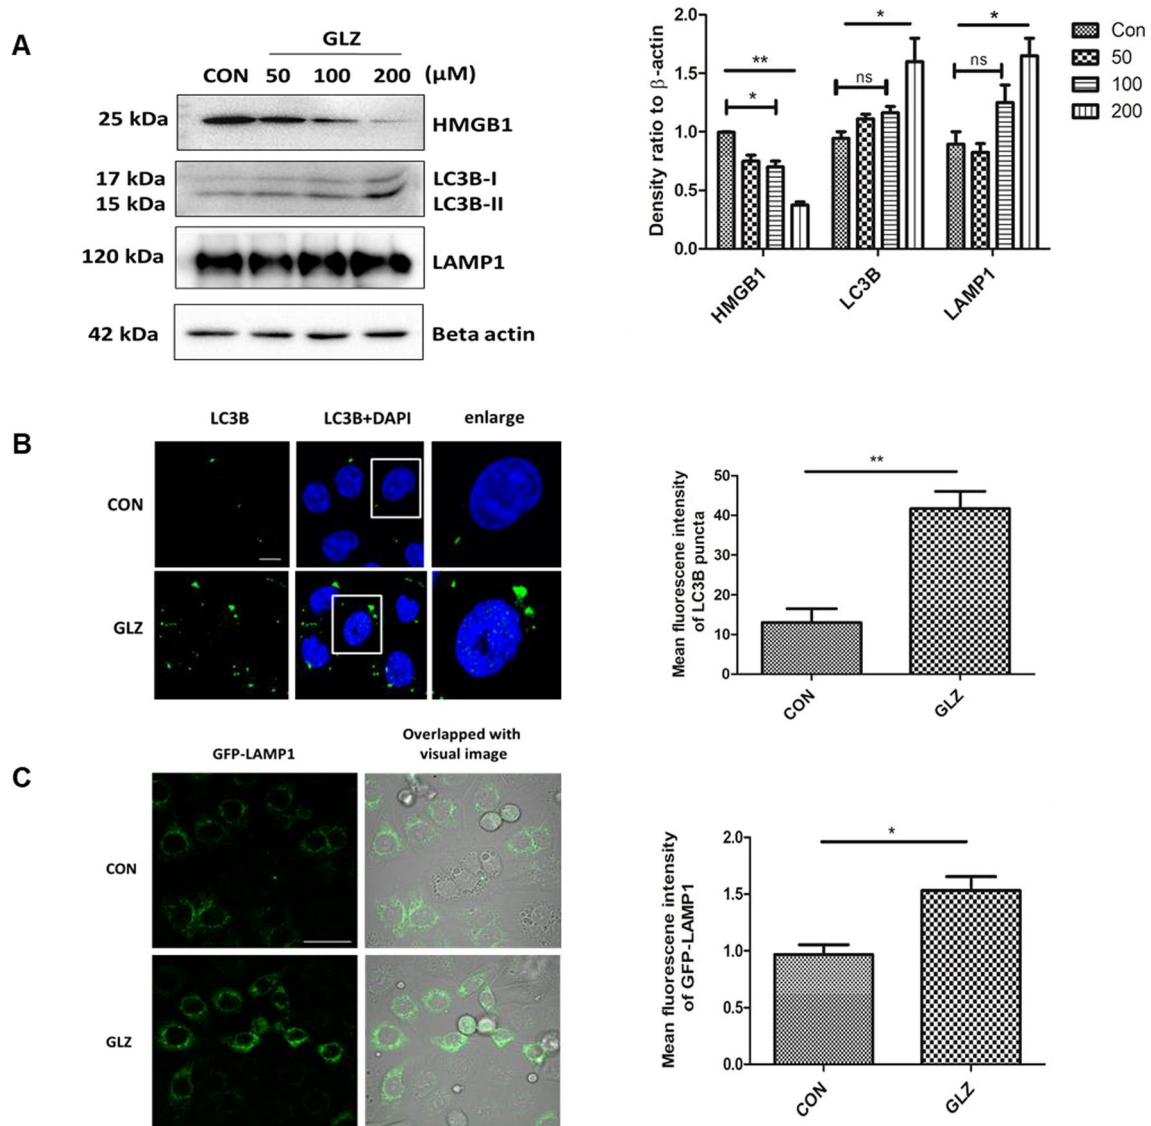 A
GLZ
CON 50 100 200 (μM)
25 kDa HMGB1
17 kDa LC3B-I
15 kDa LC3B-II
120 kDa LAMP1
42 kDa Beta actin
Density ratio to β-actin
2.0
1.5
1.0
0.5
0.0
** * ns * ns *
HMGB1 LC3B LAMP1
Con
50
100
200
B
LC3B LC3B+DAPI enlarge
CON
GLZ
Mean fluorescene intensity
of LC3B puncta
50
40
30
20
10
0
**
CON GLZ
C
GFP-LAMP1
Overlapped with
visual image
CON
GLZ
Mean fluorescene intensity
of GFP-LAMP1
2.0
1.5
1.0
0.5
0.0
*
CON GLZ